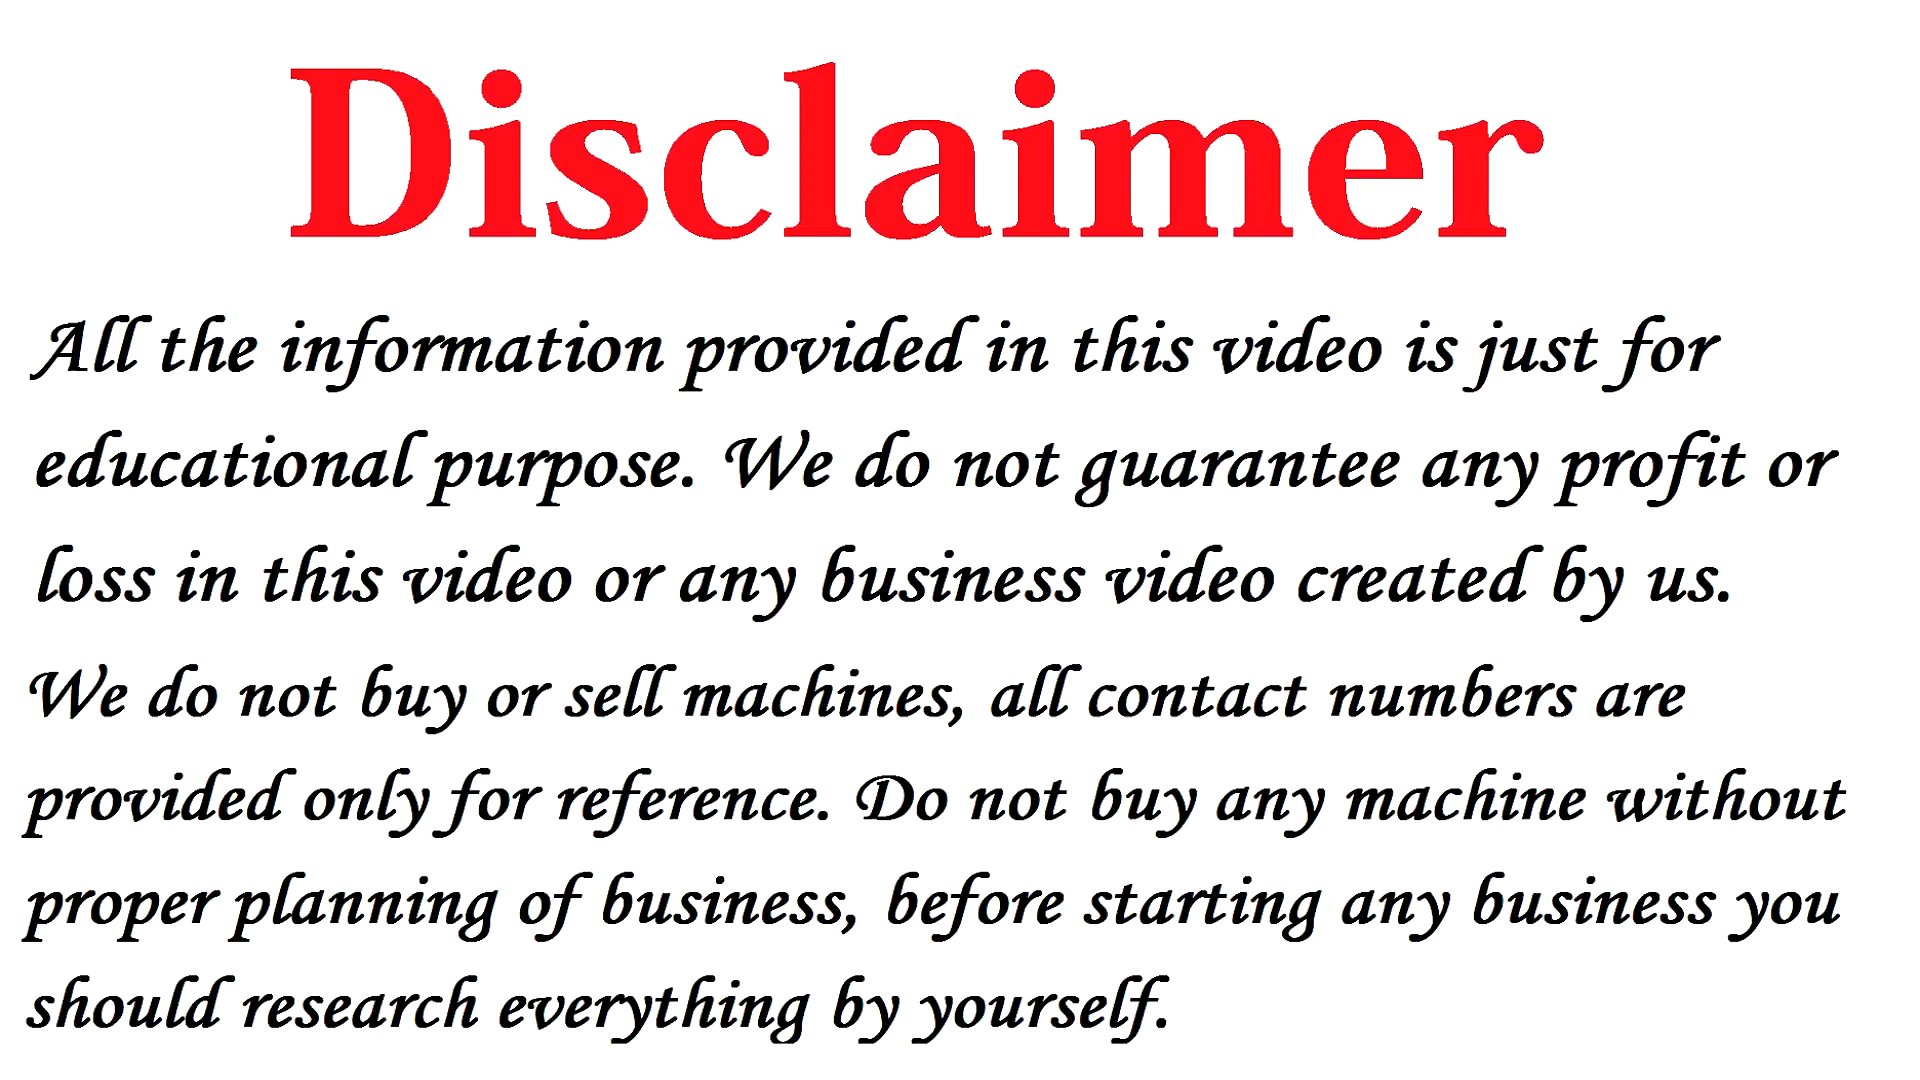 Disclaimer
All the information provided in this video is just for
educational purpose. We do not guarantee any profit or
loss in this video or any business video created by us.
We do not buy or sell machines, all contact numbers are
provided only for reference. Do not buy any machine without
proper planning of business, before starting any business you
should research everything by yourself.